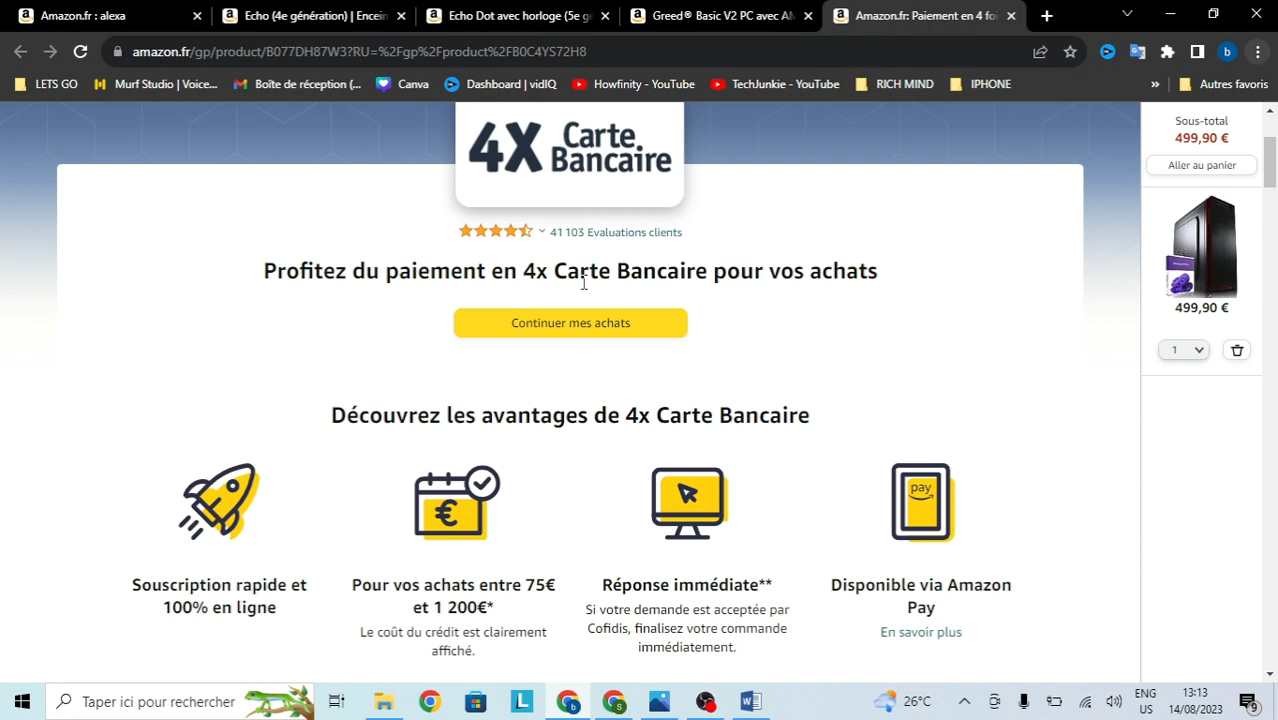 Amazon.fr : alexa
Echo (4e génération) | Encein
Echo Dot avec horloge (5e gé
Greed® Basic V2 PC avec AM
Amazon.fr: Paiement en 4 foi
amazon.fr/gp/product/B077DH87W3?RU=%2Fgp%2Fproduct%2FB0C4YS72H8
LETS GO
Murf Studio | Voice...
Boîte de réception (...
Canva
Dashboard | vidIQ
Howfinity - YouTube
TechJunkie - YouTube
RICH MIND
IPHONE
Autres favoris
4X Carte
Bancaire
41 103 Evaluations clients
Profitez du paiement en 4x Carte Bancaire pour vos achats
Continuer mes achats
Découvrez les avantages de 4x Carte Bancaire
Souscription rapide et
100% en ligne
Pour vos achats entre 75€
et 1 200€*
Le coût du crédit est clairement
affiché.
Réponse immédiate**
Si votre demande est acceptée par
Cofidis, finalisez votre commande
immédiatement.
pay
Disponible via Amazon
Pay
En savoir plus
Sous-total
499,90 €
Aller au panier
499,90 €
1
Taper ici pour rechercher
26°C
ENG
US
13:13
14/08/2023
9